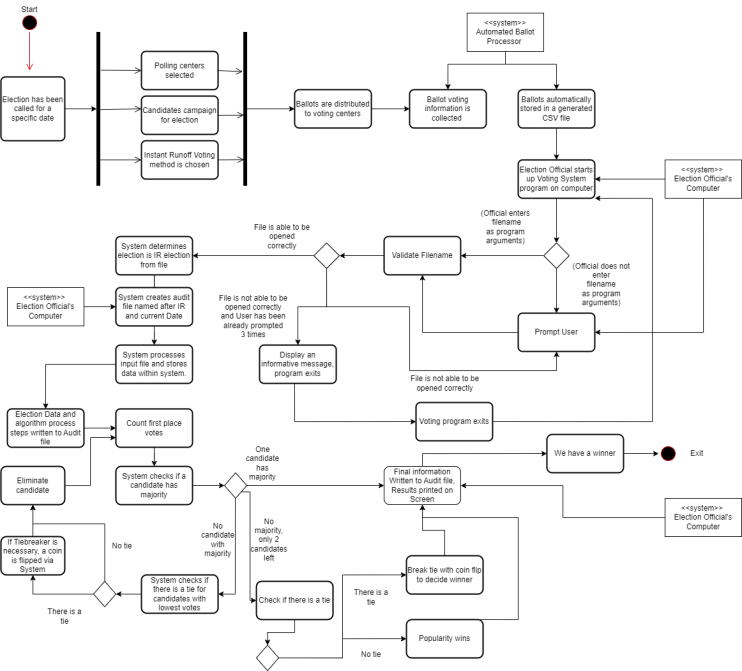 Start
<<system>>
Automated Ballot
Processor
Election has been
called for a
specific date
Polling centers
selected
Candidates campaign
for election
Instant Runoff Voting
method is chosen
Ballots are distributed
to voting centers
Ballot voting
information is
collected
Ballots automatically
stored in a generated
CSV file
Election Official starts
up Voting System
program on computer
<<system>>
Election Official's
Computer
(Official enters
filename
as program
arguments)
(Official does not
enter
filename
as program
arguments)
Validate Filename
Prompt User
File is able to be
opened
correctly
System determines
election is IR election
from file
<<system>>
Election Official's
Computer
System creates audit
file named after IR
and current Date
File is not able to be
opened correctly
and User has been
already prompted
3 times
Display an
informative message,
program exits
File is not able to be
opened correctly
Voting program exits
System processes
input file and stores
data within system.
Election Data and
algorithm process
steps written to Audit
file
Count first place
votes
System checks if a
candidate has
majority
One
candidate
has
majority
Final information
Written to Audit file,
Results printed on
Screen
We have a winner
Exit
<<system>>
Election Official's
Computer
Eliminate
candidate
If Tiebreaker is
necessary, a coin
is flipped via
System
No tie
There is a
tie
System checks if
there is a tie for
candidates with
lowest votes
No
candidate
with
majority
No
majority,
only 2
candidates
left
Check if there is a tie
There is a
tie
Break tie with coin flip
to decide winner
No tie
Popularity wins